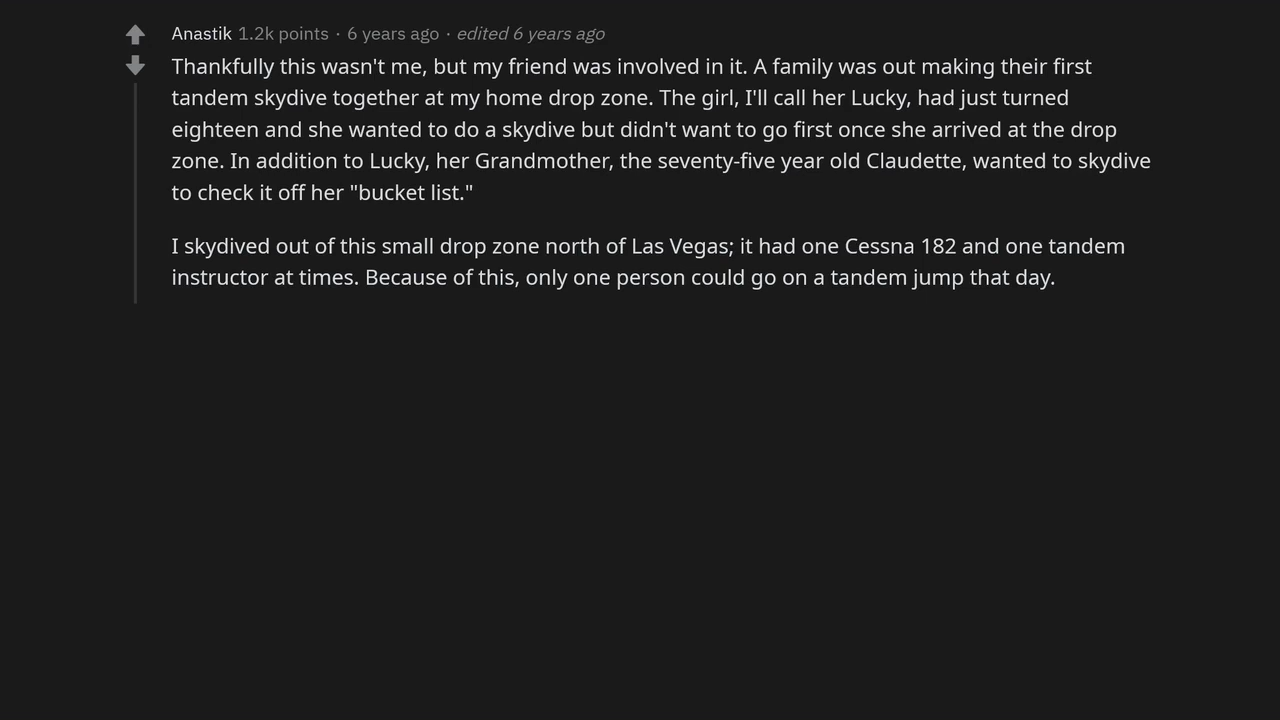 Anastik 1.2k points · 6 years ago · edited 6 years ago
Thankfully this wasn't me, but my friend was involved in it. A family was out making their first
tandem skydive together at my home drop zone. The girl, I'll call her Lucky, had just turned
eighteen and she wanted to do a skydive but didn't want to go first once she arrived at the drop
zone. In addition to Lucky, her Grandmother, the seventy-five year old Claudette, wanted to skydive
to check it off her "bucket list."
I skydived out of this small drop zone north of Las Vegas; it had one Cessna 182 and one tandem
instructor at times. Because of this, only one person could go on a tandem jump that day.